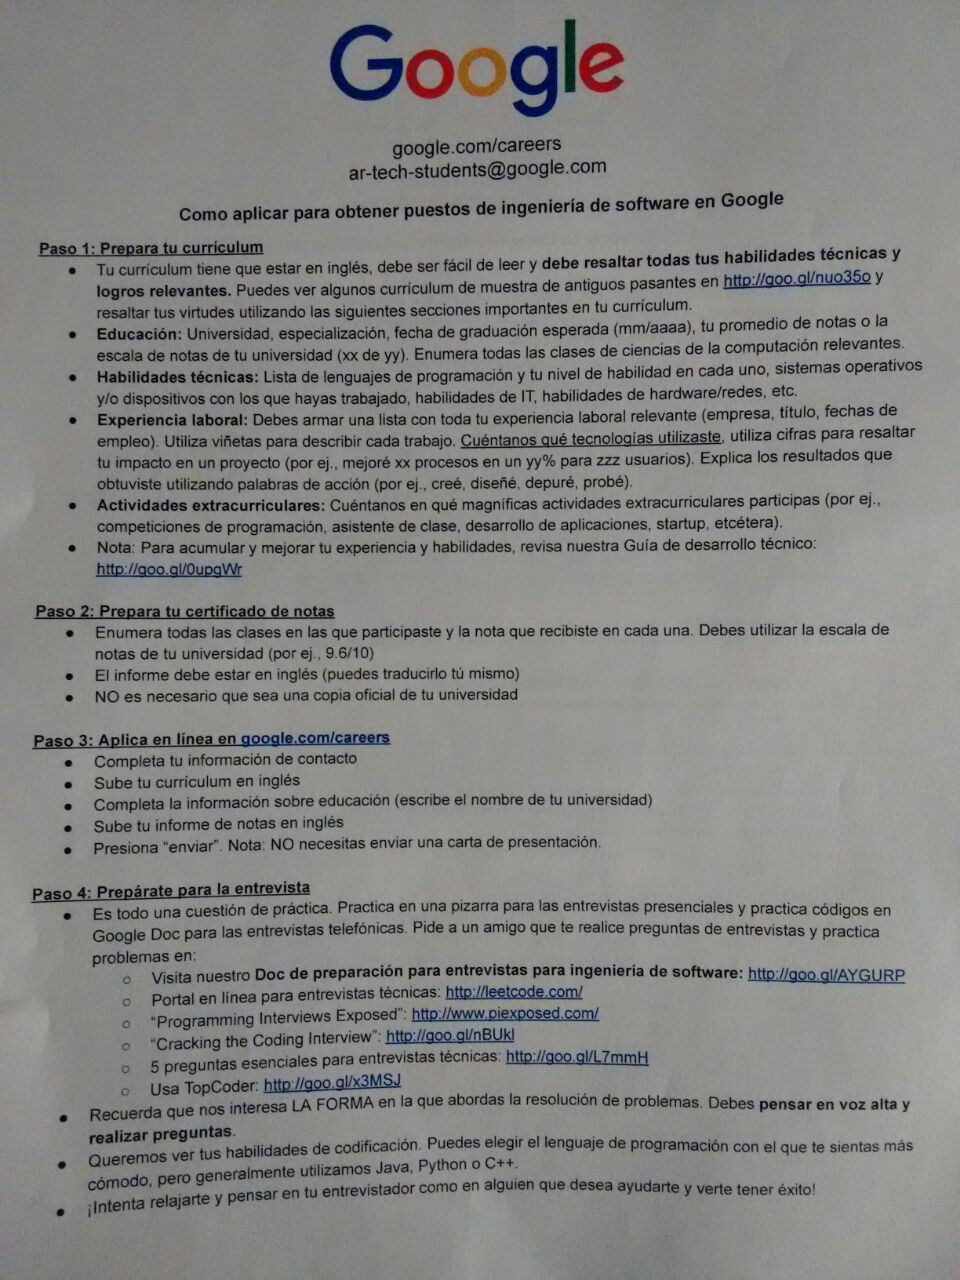 Google
google.com/careers
ar-tech-students@google.com
Como aplicar para obtener puestos de ingeniería de software en Google
Paso 1: Prepara tu currículum
● Tu currículum tiene que estar en inglés, debe ser fácil de leer y debe resaltar todas tus habilidades técnicas y
logros relevantes. Puedes ver algunos currículum de muestra de antiguos pasantes en http://goo.gl/nuo35o y
resaltar tus virtudes utilizando las siguientes secciones importantes en tu currículum.
● Educación: Universidad, especialización, fecha de graduación esperada (mm/aaaa), tu promedio de notas o la
escala de notas de tu universidad (xx de yy). Enumera todas las clases de ciencias de la computación relevantes.
● Habilidades técnicas: Lista de lenguajes de programación y tu nivel de habilidad en cada uno, sistemas operativos
y/o dispositivos con los que hayas trabajado, habilidades de IT, habilidades de hardware/redes, etc.
● Experiencia laboral: Debes armar una lista con toda tu experiencia laboral relevante (empresa, título, fechas de
empleo). Utiliza viñetas para describir cada trabajo. Cuéntanos qué tecnologías utilizaste, utiliza cifras para resaltar
tu impacto en un proyecto (por ej., mejoré xx procesos en un yy% para zzz usuarios). Explica los resultados que
obtuviste utilizando palabras de acción (por ej., creé, diseñé, depuré, probé).
● Actividades extracurriculares: Cuéntanos en qué magníficas actividades extracurriculares participas (por ej.,
competiciones de programación, asistente de clase, desarrollo de aplicaciones, startup, etcétera).
● Nota: Para acumular y mejorar tu experiencia y habilidades, revisa nuestra Guía de desarrollo técnico:
http://goo.gl/0upgWr
Paso 2: Prepara tu certificado de notas
● Enumera todas las clases en las que participaste y la nota que recibiste en cada una. Debes utilizar la escala de
notas de tu universidad (por ej., 9.6/10)
● El informe debe estar en inglés (puedes traducirlo tú mismo)
● NO es necesario que sea una copia oficial de tu universidad
Paso 3: Aplica en línea en google.com/careers
● Completa tu información de contacto
● Sube tu currículum en inglés
● Completa la información sobre educación (escribe el nombre de tu universidad)
● Sube tu informe de notas en inglés
● Presiona “enviar”. Nota: NO necesitas enviar una carta de presentación.
Paso 4: Prepárate para la entrevista
● Es todo una cuestión de práctica. Practica en una pizarra para las entrevistas presenciales y practica códigos en
Google Doc para las entrevistas telefónicas. Pide a un amigo que te realice preguntas de entrevistas y practica
problemas en:
○ Visita nuestro Doc de preparación para entrevistas para ingeniería de software: http://goo.gl/AYGURP
○ Portal en línea para entrevistas técnicas: http://leetcode.com/
○ “Programming Interviews Exposed”: http://www.piexposed.com/
○ “Cracking the Coding Interview”: http://goo.gl/nBUkl
○ 5 preguntas esenciales para entrevistas técnicas: http://goo.gl/L7mmH
○ Usa TopCoder: http://goo.gl/x3MSJ
● Recuerda que nos interesa LA FORMA en la que abordas la resolución de problemas. Debes pensar en voz alta y
realizar preguntas.
● Queremos ver tus habilidades de codificación. Puedes elegir el lenguaje de programación con el que te sientas más
cómodo, pero generalmente utilizamos Java, Python o C++.
● ¡Intenta relajarte y pensar en tu entrevistador como en alguien que desea ayudarte y verte tener éxito!